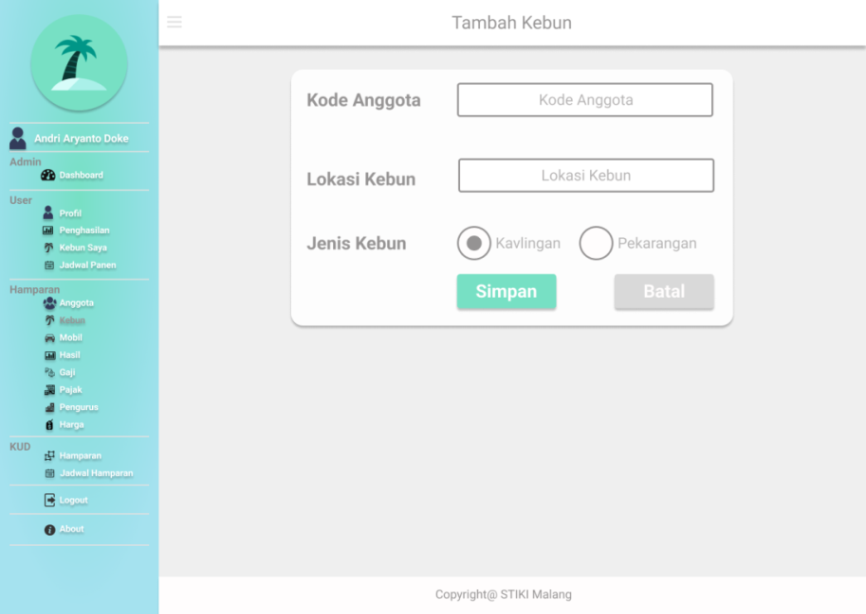 Tambah Kebun
Andri Aryanto Doke
Admin
Dashboard
User
Profil
Penghasilan
Kebun Saya
Jadwal Panen
Hamparan
Anggota
Kebun
Mobil
Hasil
Gaji
Pajak
Pengurus
Harga
KUD
Hamparan
Jadwal Hamparan
Logout
About
Kode Anggota Kode Anggota
Lokasi Kebun Lokasi Kebun
Jenis Kebun Kavlingan Pekarangan
Simpan Batal
Copyright@ STIKI Malang